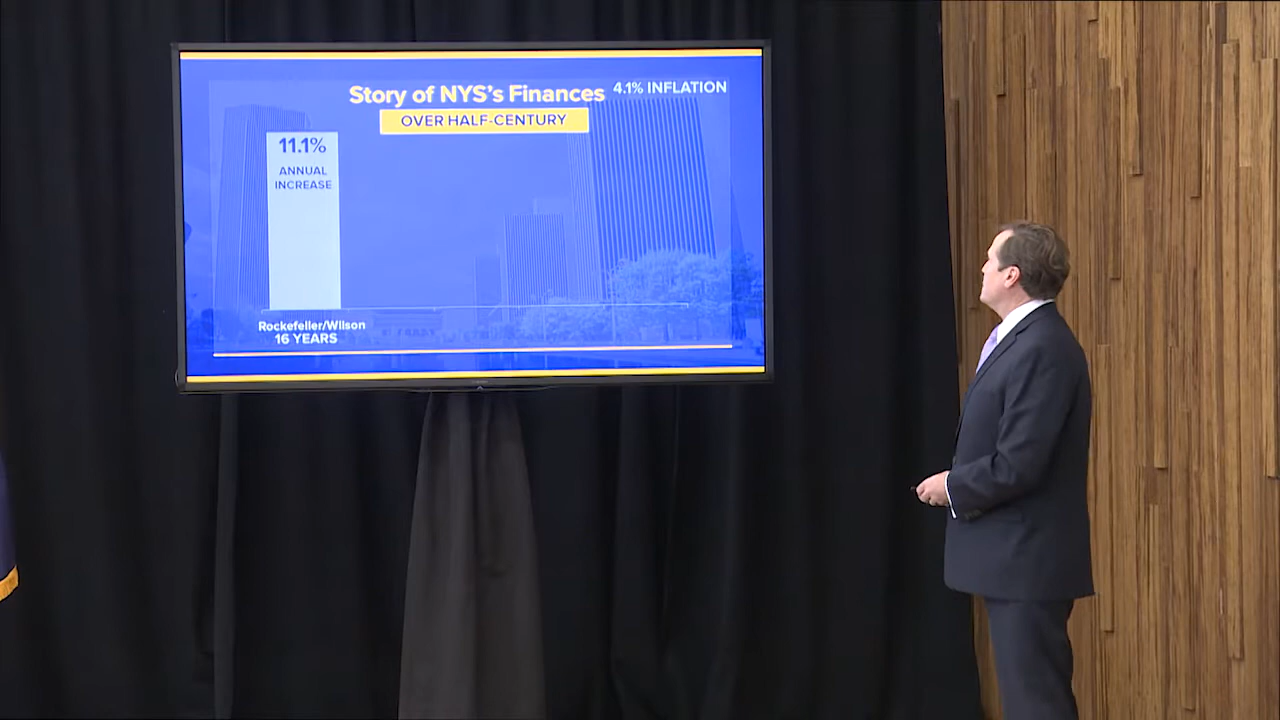 Story of NYS's Finances
4.1% INFLATION
OVER HALF-CENTURY
11.1%
ANNUAL
INCREASE
Rockefeller/Wilson
16 YEARS